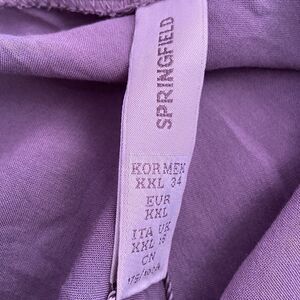 SPRINGFIELD
KOR MEX
XXL 34
EUR
XXL
ITA UK
XXL 16
CN